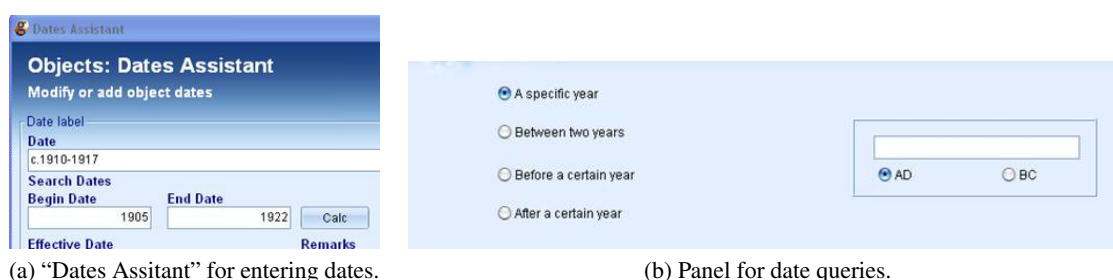 Dates Assistant
Objects: Dates Assistant
Modify or add object dates
Date label
Date
c.1910-1917
Search Dates
Begin Date End Date
1905 1922 Calc
Effective Date Remarks
(a) “Dates Assitant” for entering dates.
A specific year
Between two years
Before a certain year
After a certain year
AD BC
(b) Panel for date queries.